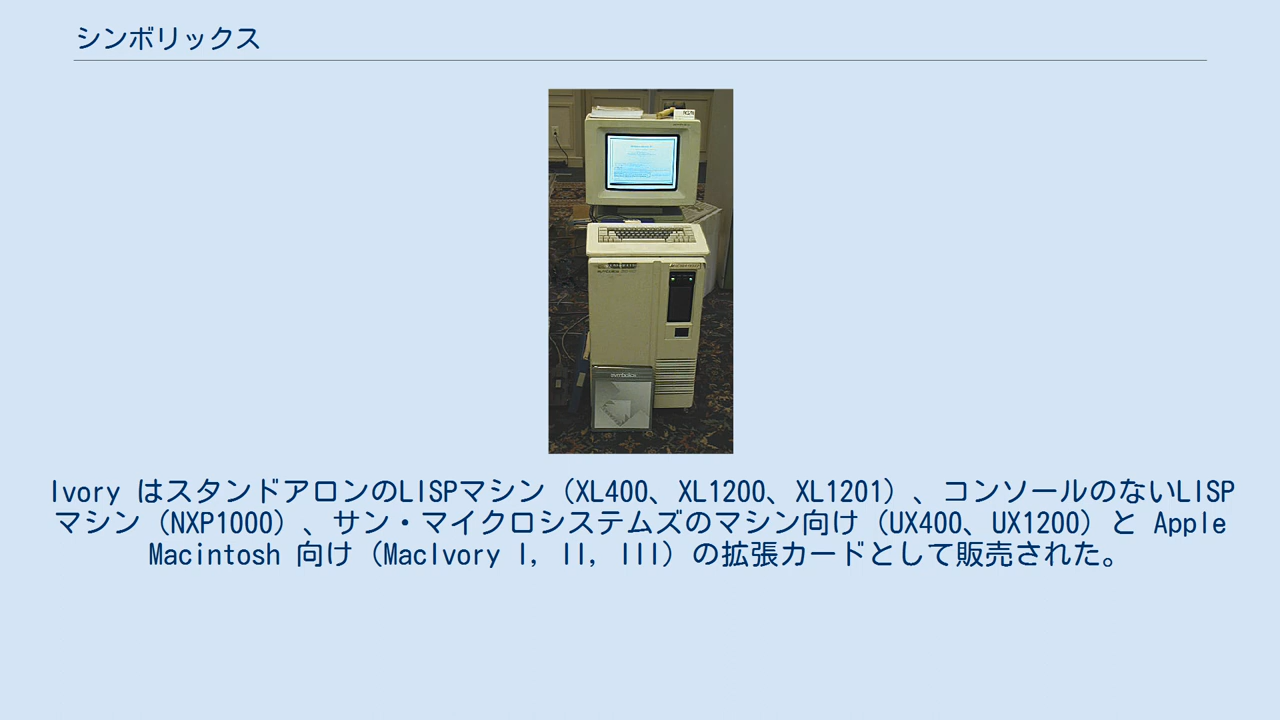 シンボリックス
symbolics
Ivory はスタンドアロンのLISPマシン（XL400、XL1200、XL1201）、コンソールのないLISP
マシン（NXP1000）、サン・マイクロシステムズのマシン向け（UX400、UX1200）と Apple
Macintosh 向け（MacIvory I, II, III）の拡張カードとして販売された。